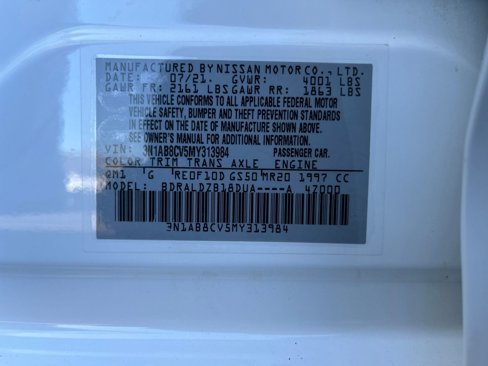 MANUFACTURED BY NISSAN MOTOR CO., LTD.
DATE: 07/21. GVWR: 4001 LBS
GAWR FR: 2161 LBS GAWR RR: 1863 LBS
THIS VEHICLE CONFORMS TO ALL APPLICABLE FEDERAL MOTOR
VEHICLE SAFETY, BUMPER, AND THEFT PREVENTION STANDARDS
IN EFFECT ON THE DATE OF MANUFACTURE SHOWN ABOVE.
SEE OWNER'S MANUAL FOR ADDITIONAL INFORMATION.
VIN: 3N1AB8CV5MY313984 PASSENGER CAR.
COLOR TRIM TRANS AXLE ENGINE
QM1 G RE0F10D GS50 MR20 1997 CC
MODEL: BDRALDZB18DUA----A 47000
3N1AB8CV5MY313984